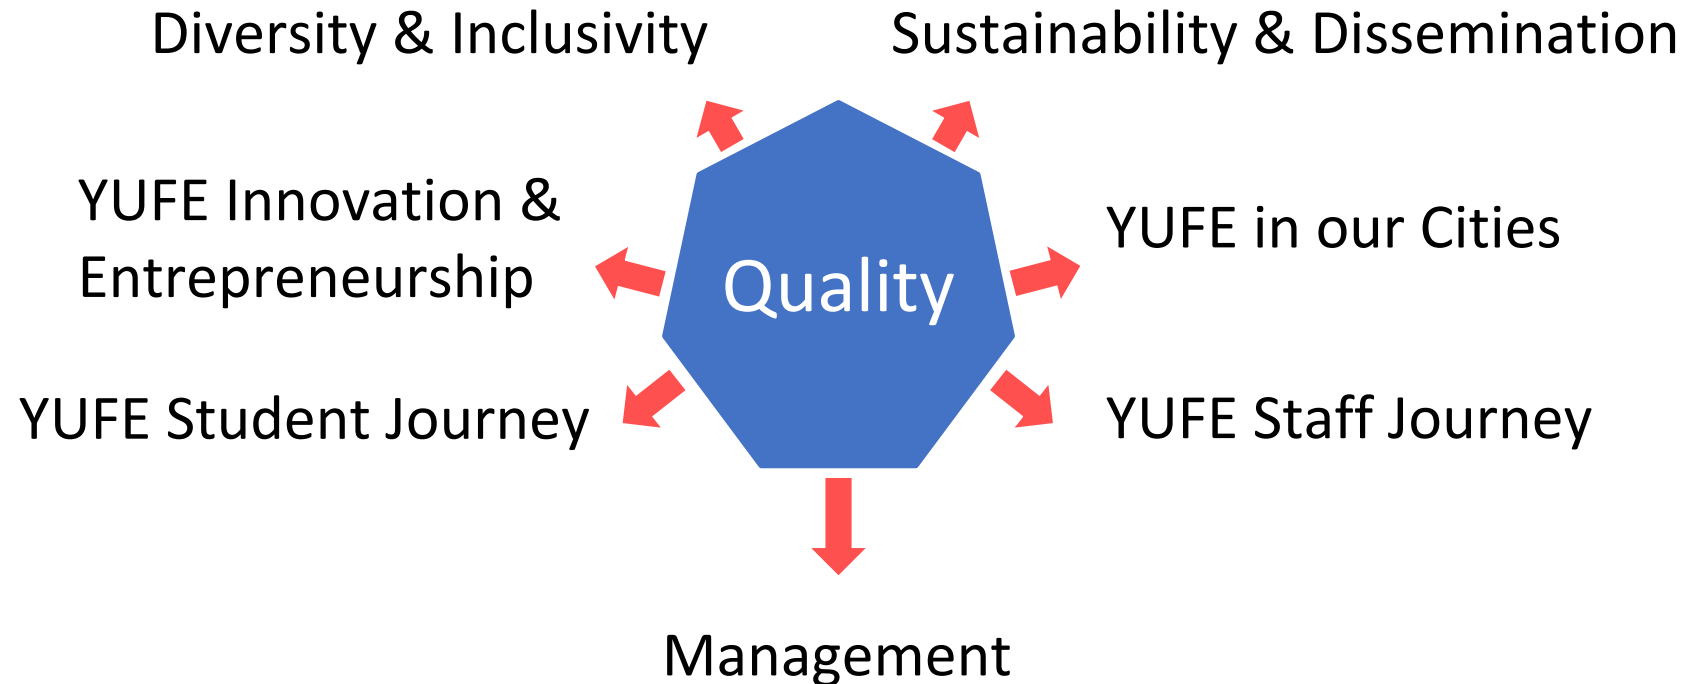 Diversity & Inclusivity
Sustainability & Dissemination
YUFE Innovation &
Entrepreneurship
YUFE in our Cities
Quality
YUFE Student Journey
YUFE Staff Journey
Management